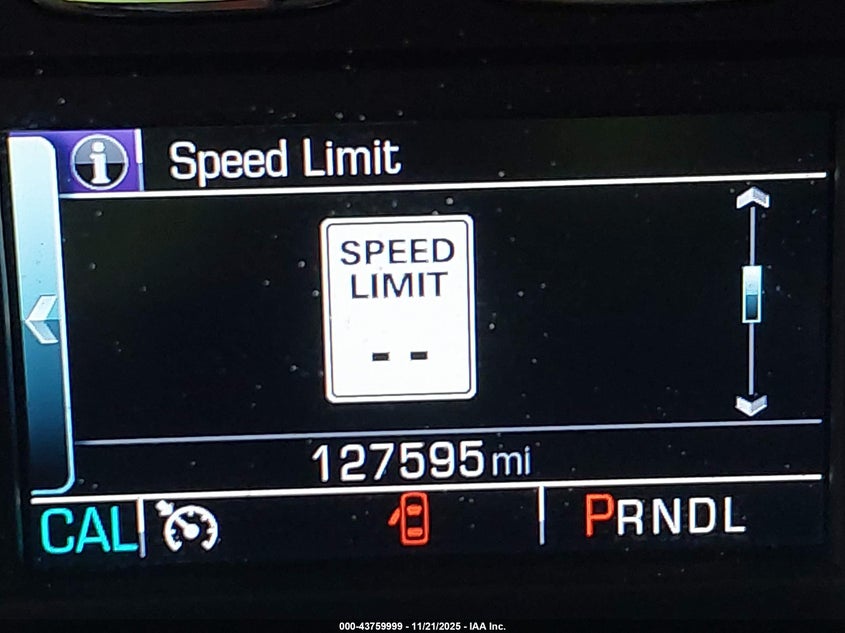 Speed Limit
SPEED
LIMIT
- -
127595 mi
CAL
PRNDL
000-43759999 - 11/21/2025 - IAA Inc.